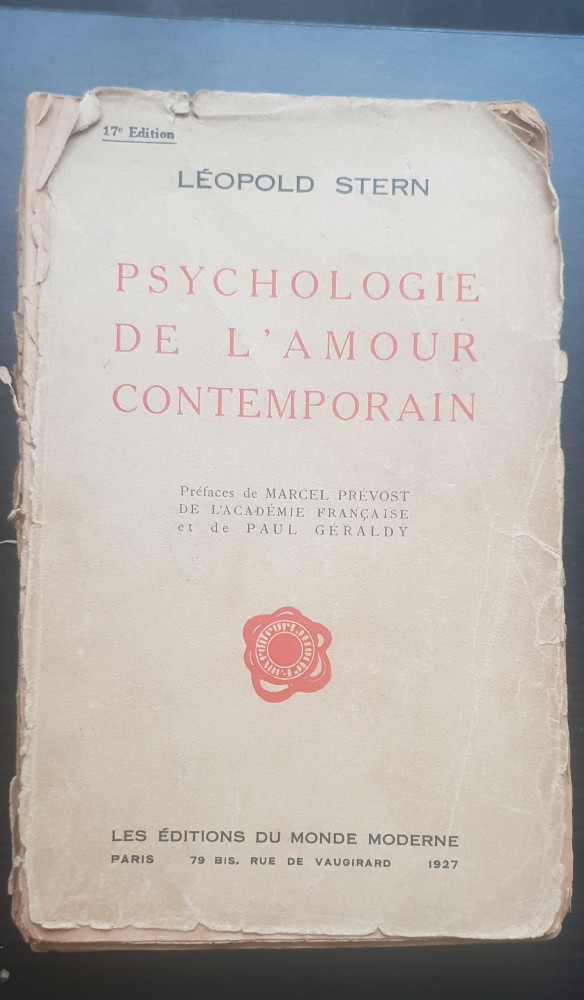 17e Edition
LÉOPOLD STERN
PSYCHOLOGIE
DE L'AMOUR
CONTEMPORAIN
Préfaces de MARCEL PRÉVOST
DE L'ACADÉMIE FRANÇAISE
et de PAUL GÉRALDY
LES ÉDITIONS DU MONDE MODERNE
PARIS 79 BIS, RUE DE VAUGIRARD 1927